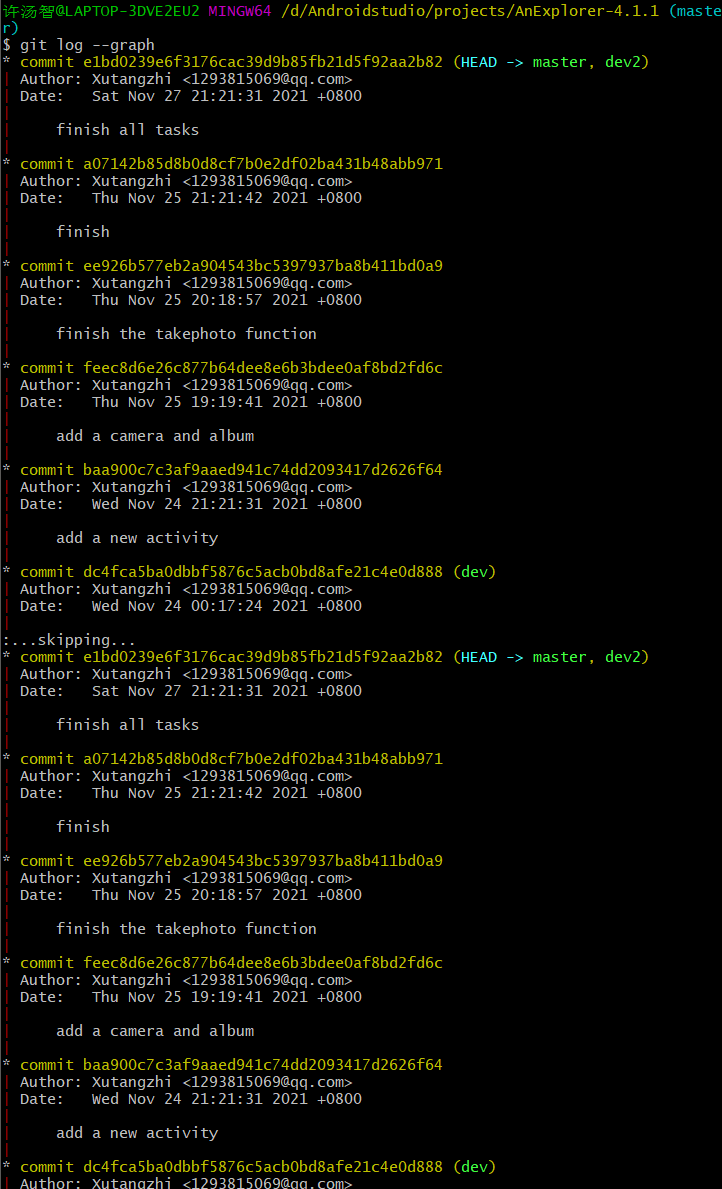 许汤智@LAPTOP-3DVE2EU2 MINGW64 /d/Androidstudio/projects/AnExplorer-4.1.1 (maste
r)
$ git log --graph
* commit e1bd0239e6f3176cac39d9b85fb21d5f92aa2b82 (HEAD -> master, dev2)
| Author: Xutangzhi <1293815069@qq.com>
| Date:   Sat Nov 27 21:21:31 2021 +0800
|
|     finish all tasks
|
* commit a07142b85d8b0d8cf7b0e2df02ba431b48abb971
| Author: Xutangzhi <1293815069@qq.com>
| Date:   Thu Nov 25 21:21:42 2021 +0800
|
|     finish
|
* commit ee926b577eb2a904543bc5397937ba8b411bd0a9
| Author: Xutangzhi <1293815069@qq.com>
| Date:   Thu Nov 25 20:18:57 2021 +0800
|
|     finish the takephoto function
|
* commit feec8d6e26c877b64dee8e6b3bdee0af8bd2fd6c
| Author: Xutangzhi <1293815069@qq.com>
| Date:   Thu Nov 25 19:19:41 2021 +0800
|
|     add a camera and album
|
* commit baa900c7c3af9aaed941c74dd2093417d2626f64
| Author: Xutangzhi <1293815069@qq.com>
| Date:   Wed Nov 24 21:21:31 2021 +0800
|
|     add a new activity
|
* commit dc4fca5ba0dbbf5876c5acb0bd8afe21c4e0d888 (dev)
| Author: Xutangzhi <1293815069@qq.com>
| Date:   Wed Nov 24 00:17:24 2021 +0800
|
:...skipping...
* commit e1bd0239e6f3176cac39d9b85fb21d5f92aa2b82 (HEAD -> master, dev2)
| Author: Xutangzhi <1293815069@qq.com>
| Date:   Sat Nov 27 21:21:31 2021 +0800
|
|     finish all tasks
|
* commit a07142b85d8b0d8cf7b0e2df02ba431b48abb971
| Author: Xutangzhi <1293815069@qq.com>
| Date:   Thu Nov 25 21:21:42 2021 +0800
|
|     finish
|
* commit ee926b577eb2a904543bc5397937ba8b411bd0a9
| Author: Xutangzhi <1293815069@qq.com>
| Date:   Thu Nov 25 20:18:57 2021 +0800
|
|     finish the takephoto function
|
* commit feec8d6e26c877b64dee8e6b3bdee0af8bd2fd6c
| Author: Xutangzhi <1293815069@qq.com>
| Date:   Thu Nov 25 19:19:41 2021 +0800
|
|     add a camera and album
|
* commit baa900c7c3af9aaed941c74dd2093417d2626f64
| Author: Xutangzhi <1293815069@qq.com>
| Date:   Wed Nov 24 21:21:31 2021 +0800
|
|     add a new activity
|
* commit dc4fca5ba0dbbf5876c5acb0bd8afe21c4e0d888 (dev)
| Author: Xutangzhi <1293815069@qq.com>